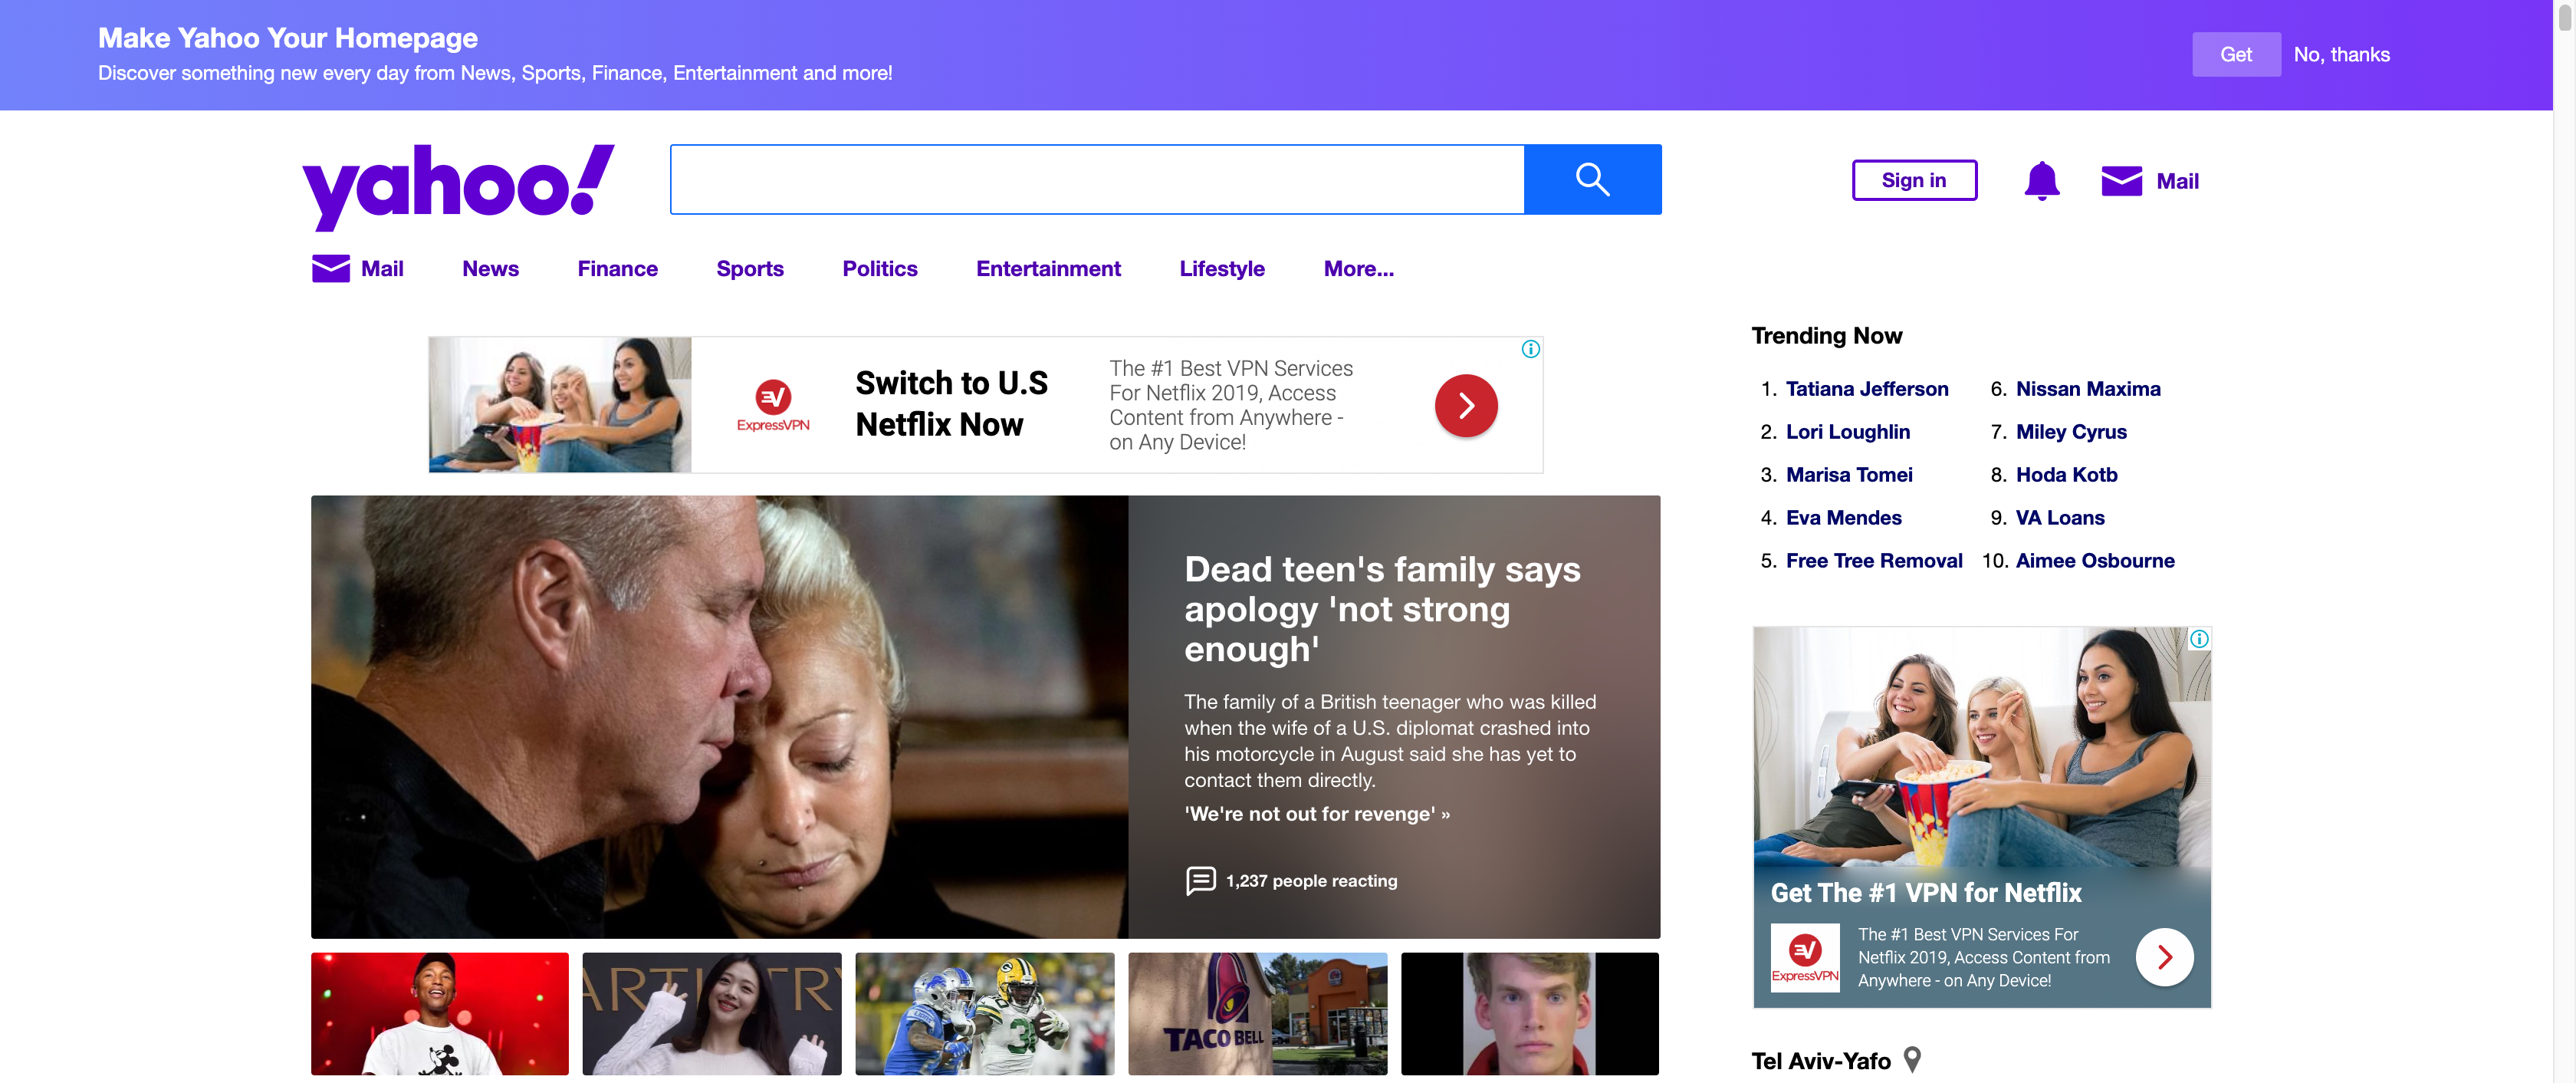 Make Yahoo Your Homepage
Discover something new every day from News, Sports, Finance, Entertainment and more!
Get
No, thanks
yahoo!
Sign in
Mail
Mail
News
Finance
Sports
Politics
Entertainment
Lifestyle
More...
ExpressVPN
Switch to U.S
Netflix Now
The #1 Best VPN Services
For Netflix 2019, Access
Content from Anywhere -
on Any Device!
Dead teen's family says
apology 'not strong
enough'
The family of a British teenager who was killed
when the wife of a U.S. diplomat crashed into
his motorcycle in August said she has yet to
contact them directly.
'We're not out for revenge' »
1,237 people reacting
ARTISTRY
TACO BELL
Trending Now
1. Tatiana Jefferson
2. Lori Loughlin
3. Marisa Tomei
4. Eva Mendes
5. Free Tree Removal
6. Nissan Maxima
7. Miley Cyrus
8. Hoda Kotb
9. VA Loans
10. Aimee Osbourne
Get The #1 VPN for Netflix
ExpressVPN
The #1 Best VPN Services For
Netflix 2019, Access Content from
Anywhere - on Any Device!
Tel Aviv-Yafo